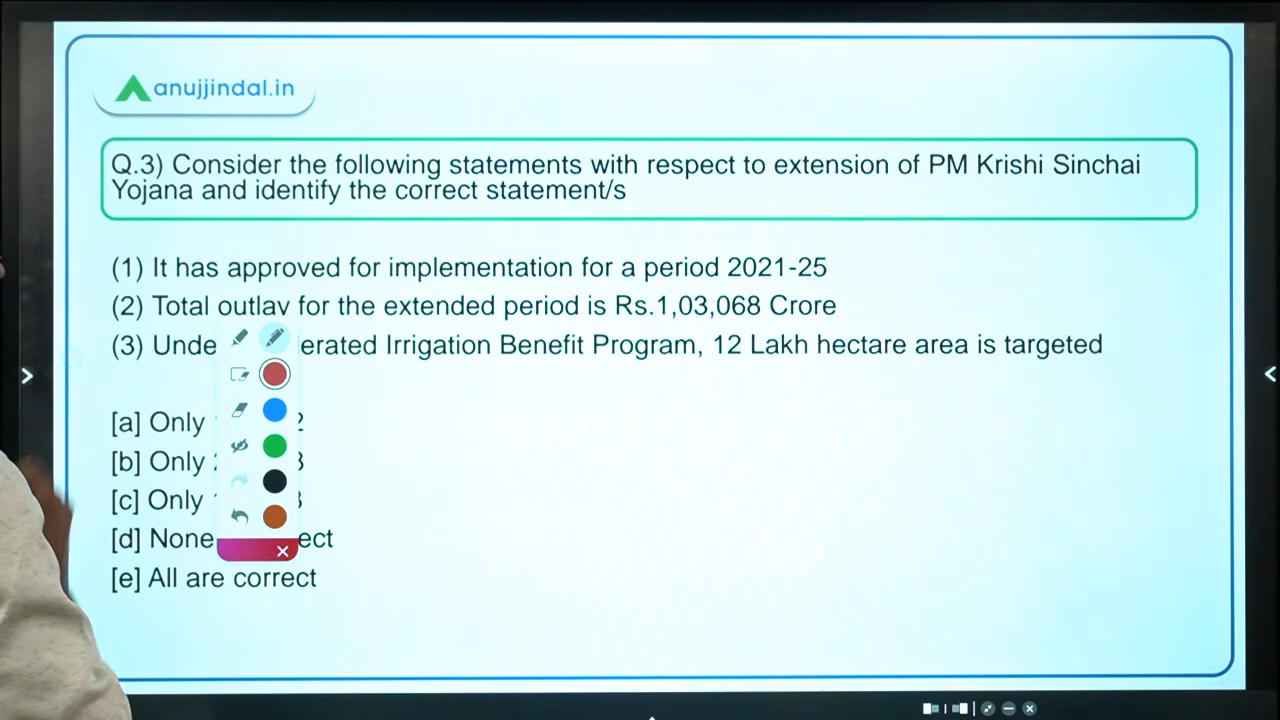 anujjindal.in
Q.3) Consider the following statements with respect to extension of PM Krishi Sinchai
Yojana and identify the correct statement/s
(1) It has approved for implementation for a period 2021-25
(2) Total outlay for the extended period is Rs.1,03,068 Crore
(3) Unde erated Irrigation Benefit Program, 12 Lakh hectare area is targeted
[a] Only 2
[b] Only 3
[c] Only 3
[d] None ect
[e] All are correct